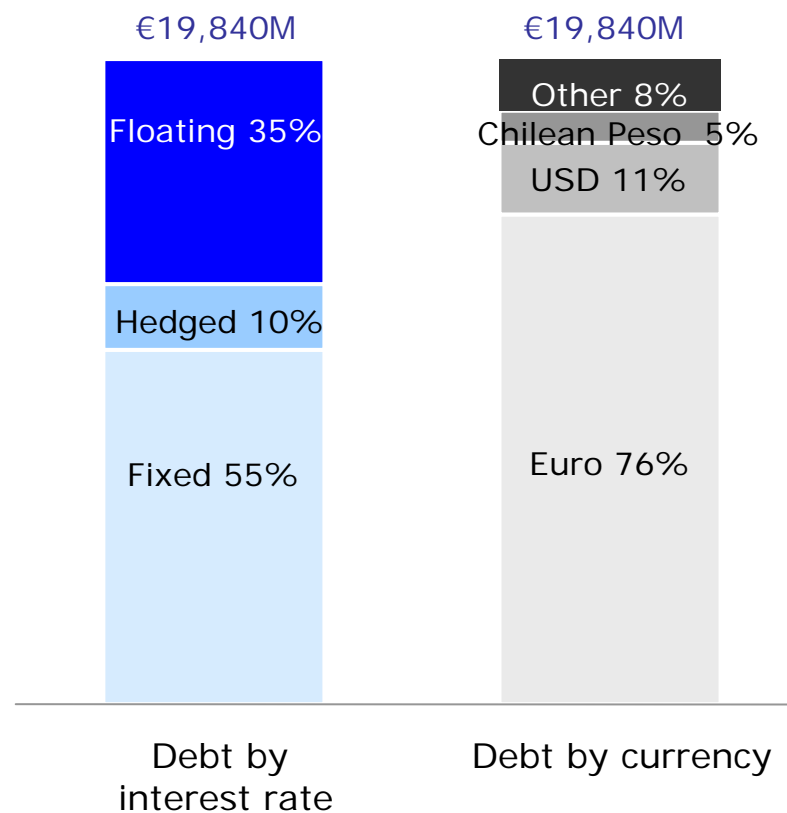 €19,840M
Floating 35%
Hedged 10%
Fixed 55%
Debt by
interest rate
€19,840M
Other 8%
Chilean Peso 5%
USD 11%
Euro 76%
Debt by currency